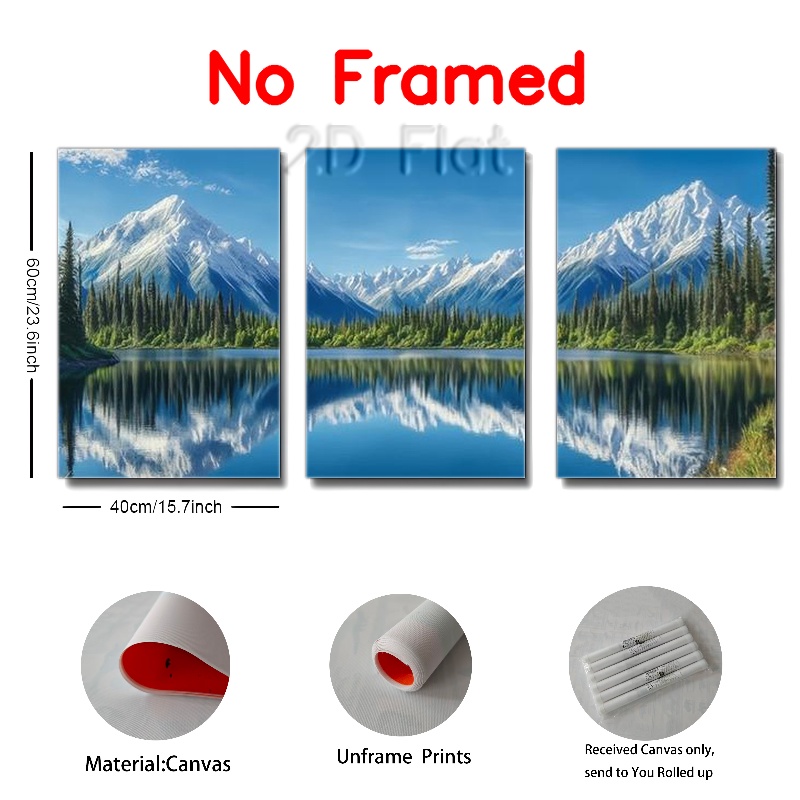 No Framed
2D Flat
60cm/23.6inch
40cm/15.7inch
Material:Canvas
Unframe Prints
Received Canvas only,
send to You Rolled up